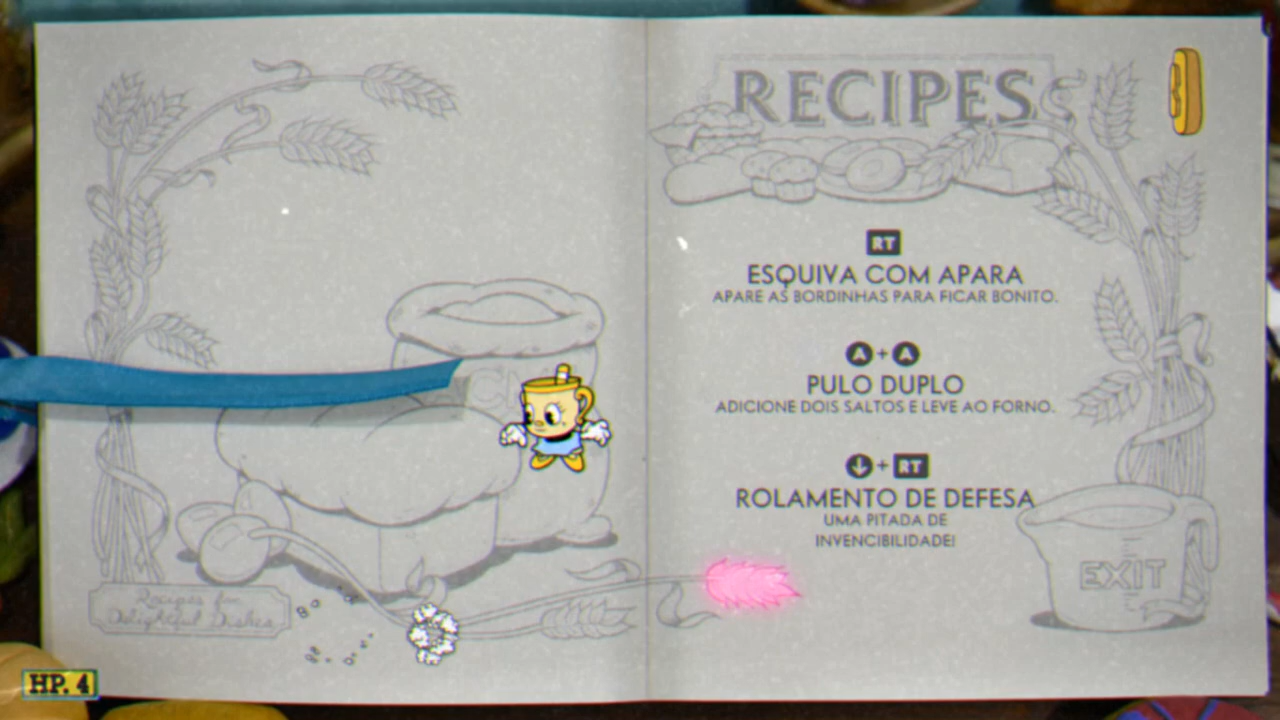 RECIPES
RT
ESQUIVA COM APARA
APARE AS BORDINHAS PARA FICAR BONITO.
A + A
PULO DUPLO
ADICIONE DOIS SALTOS E LEVE AO FORNO.
↓ + RT
ROLAMENTO DE DEFESA
UMA PITADA DE
INVENCIBILIDADE!
EXIT
Recipes for
Delightful Dishes
HP. 4